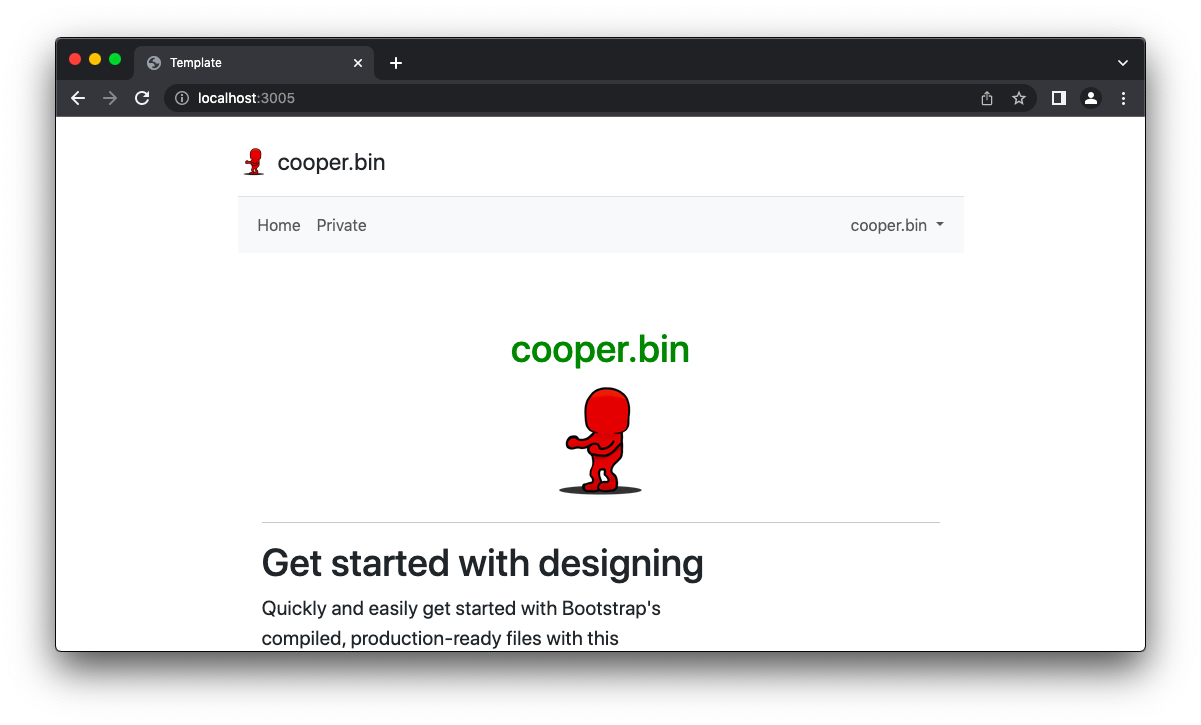 Template
localhost:3005
cooper.bin
Home Private cooper.bin
cooper.bin
Get started with designing
Quickly and easily get started with Bootstrap's
compiled, production-ready files with this